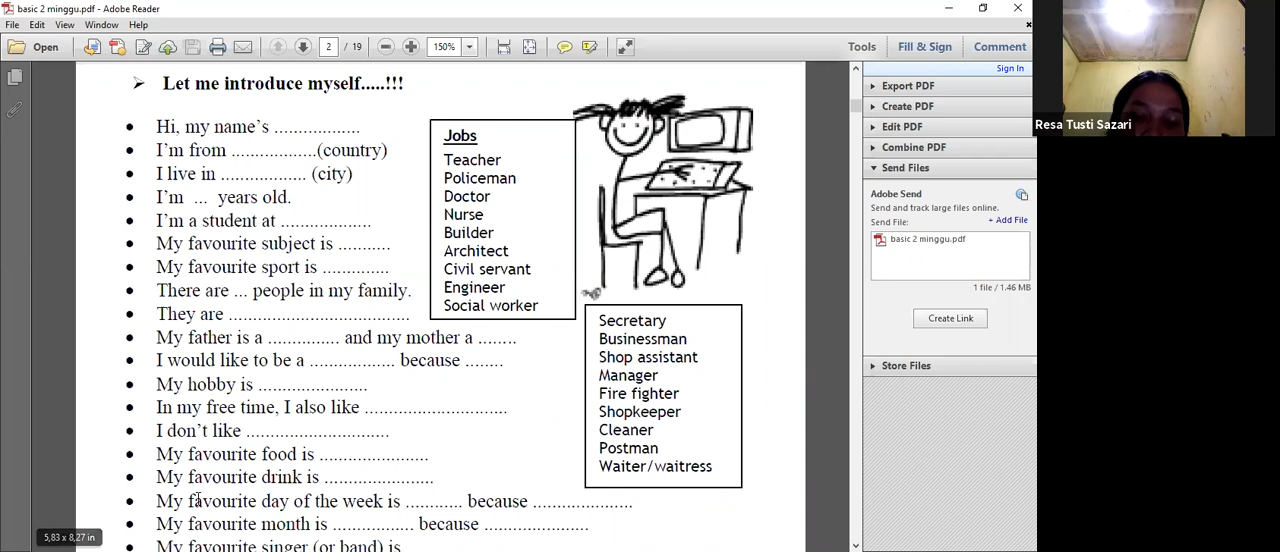 basic 2 minggu.pdf - Adobe Reader
File Edit View Window Help
Open
2 / 19
150%
Tools
Fill & Sign
Comment
Let me introduce myself.....!!!
Hi, my name's ..................
I'm from ..................(country)
I live in .................. (city)
I'm ... years old.
I'm a student at ...................
My favourite subject is ...........
My favourite sport is ..............
There are ... people in my family.
They are ......................................
My father is a ............... and my mother a ........
I would like to be a .................. because ........
My hobby is .......................
In my free time, I also like ..............................
I don't like ..............................
My favourite food is .......................
My favourite drink is .......................
My favourite day of the week is ............ because .....................
My favourite month is ................. because ......................
My favourite singer (or band) is
Jobs
Teacher
Policeman
Doctor
Nurse
Builder
Architect
Civil servant
Engineer
Social worker
Secretary
Businessman
Shop assistant
Manager
Fire fighter
Shopkeeper
Cleaner
Postman
Waiter/waitress
5,83 x 8,27 in
Sign In
Export PDF
Create PDF
Edit PDF
Combine PDF
Send Files
Adobe Send
Send and track large files online.
Send File:
+ Add File
basic 2 minggu.pdf
1 file / 1.46 MB
Create Link
Store Files
Resa Tusti Sazari